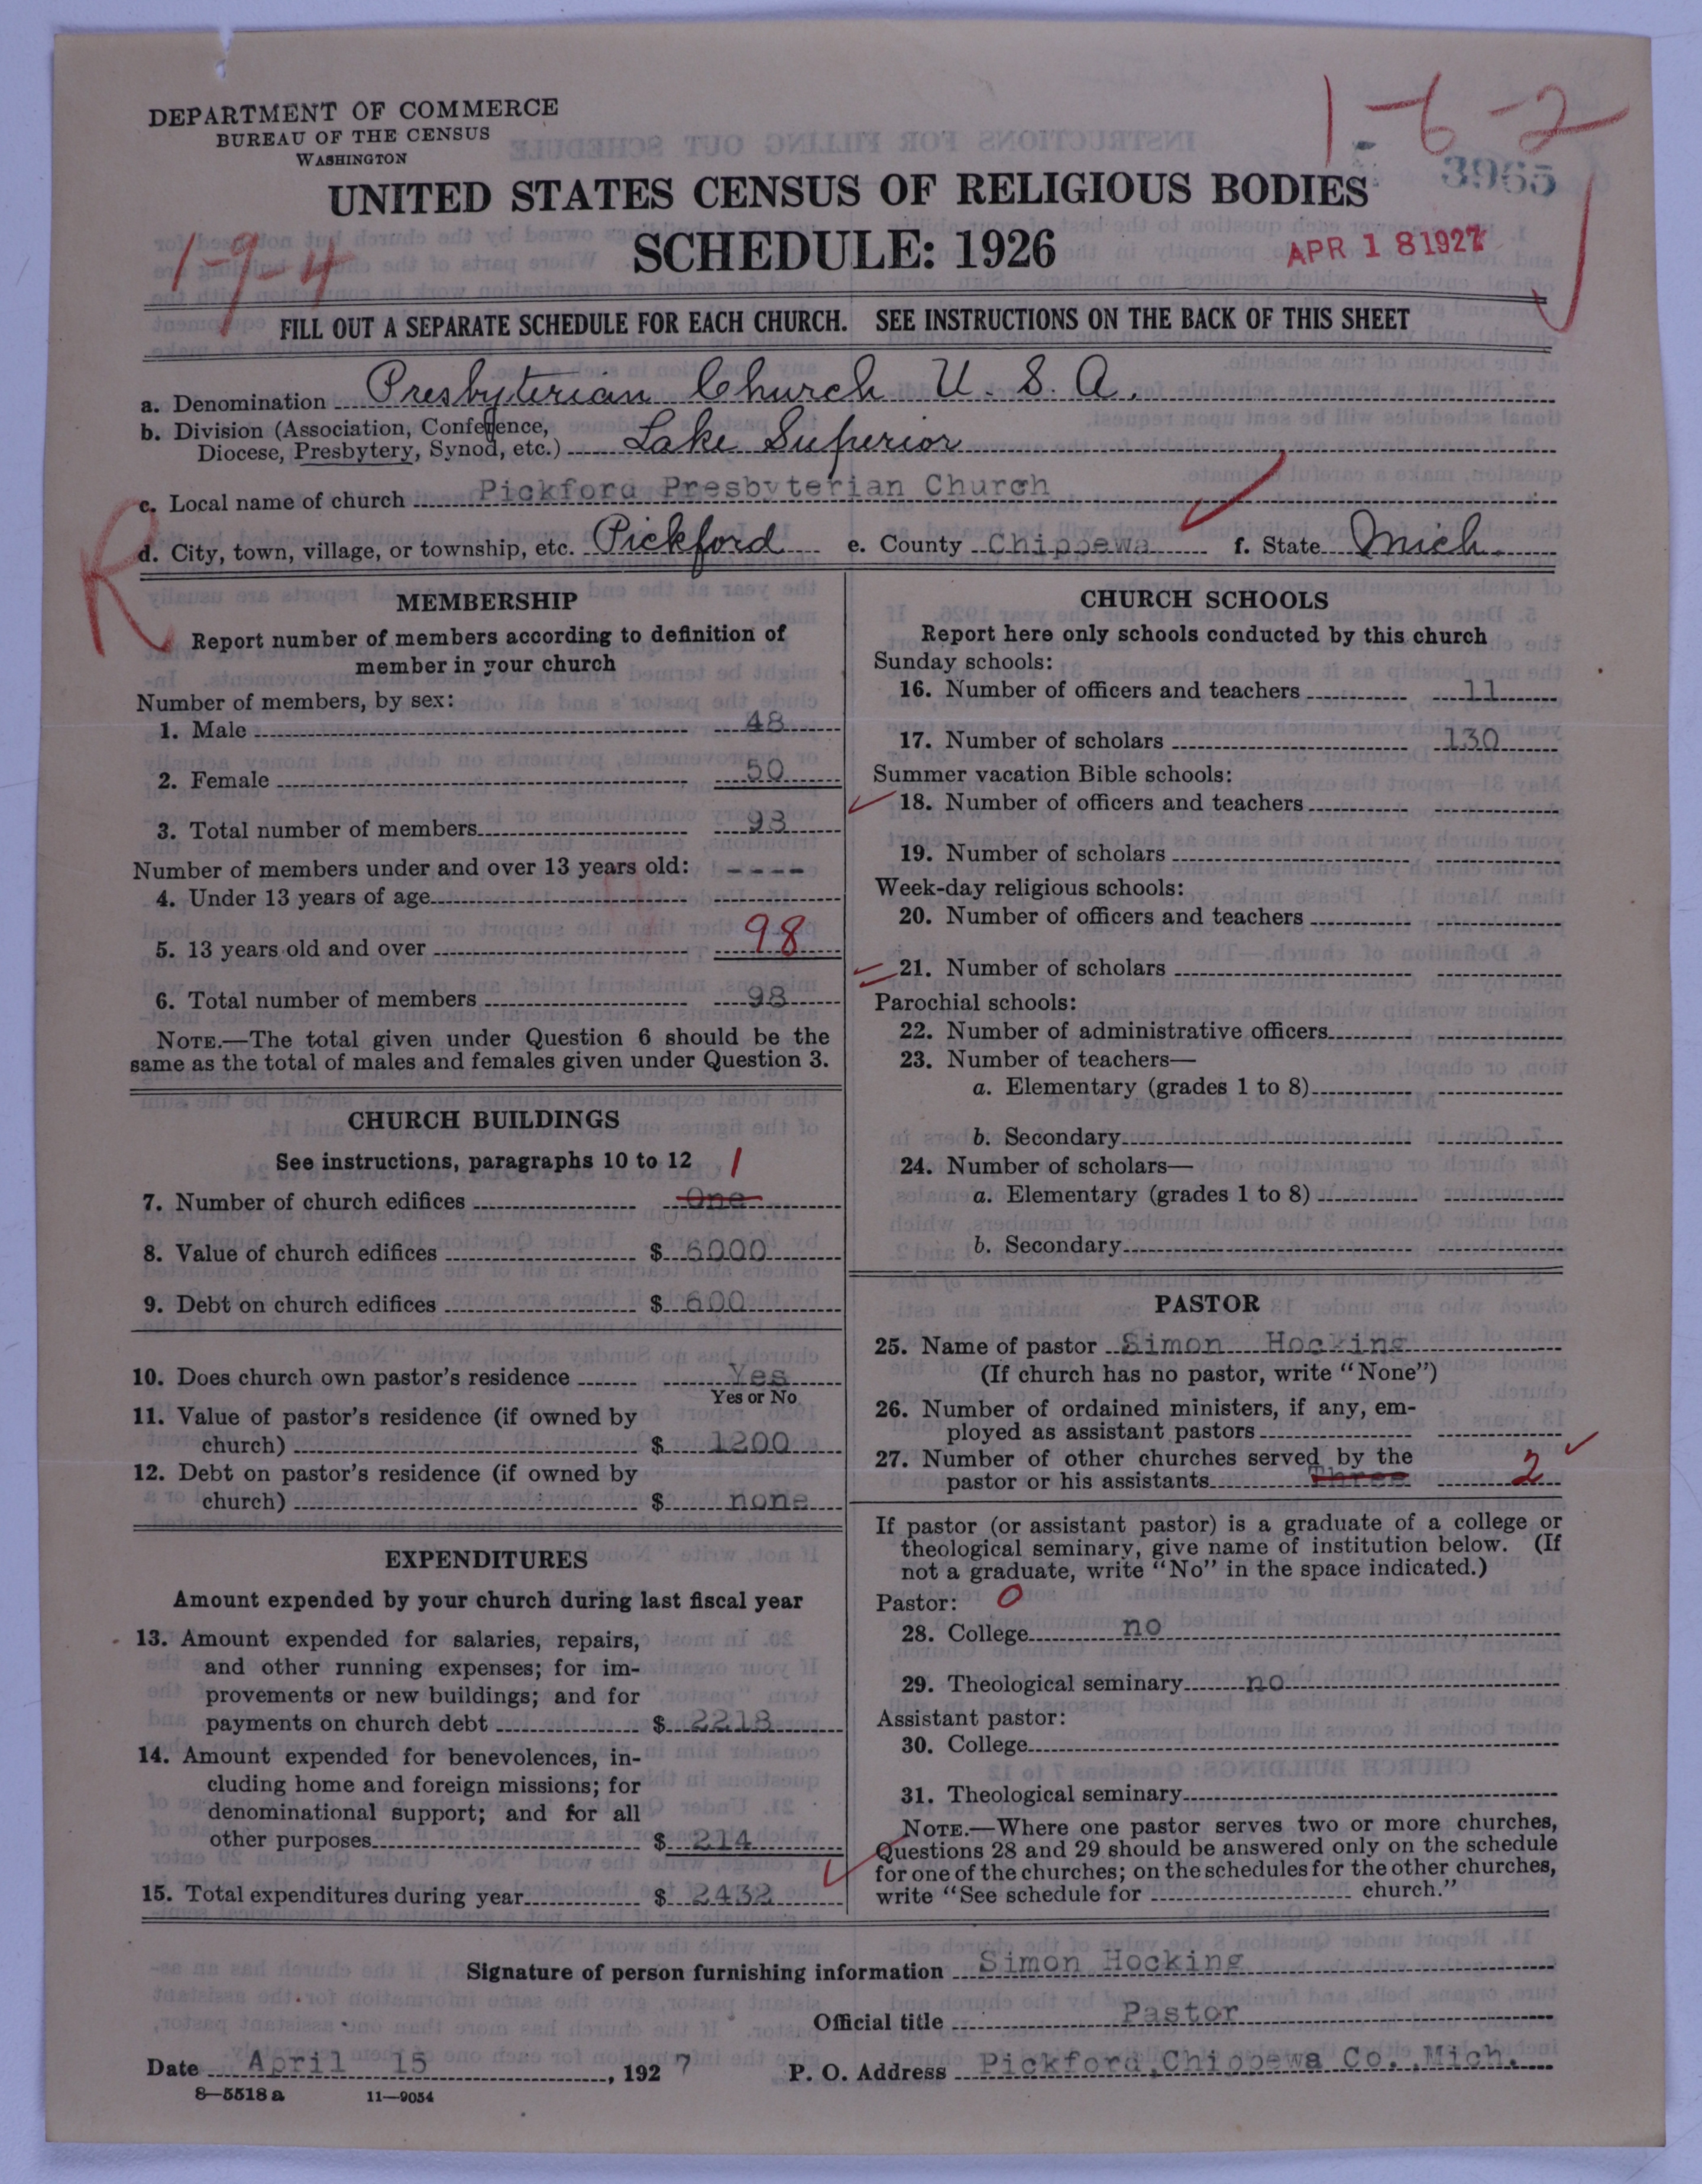 1-6-2
DEPARTMENT OF COMMERCE
BUREAU OF THE CENSUS
WASHINGTON
3965
UNITED STATES CENSUS OF RELIGIOUS BODIES
SCHEDULE: 1926
1-9-4
APR 18 1927
FILL OUT A SEPARATE SCHEDULE FOR EACH CHURCH. SEE INSTRUCTIONS ON THE BACK OF THIS SHEET
a. Denomination Presbyterian Church U. S. A.
b. Division (Association, Conference,
Diocese, Presbytery, Synod, etc.) Lake Superior
c. Local name of church Pickford Presbyterian Church
d. City, town, village, or township, etc. Pickford e. County Chippewa f. State Mich.
R
MEMBERSHIP
Report number of members according to definition of
member in your church
Number of members, by sex:
1. Male 48
2. Female 50
3. Total number of members 98
Number of members under and over 13 years old: ----
4. Under 13 years of age
5. 13 years old and over 98
6. Total number of members 98
NOTE.—The total given under Question 6 should be the
same as the total of males and females given under Question 3.
CHURCH BUILDINGS
See instructions, paragraphs 10 to 12
1
7. Number of church edifices One
8. Value of church edifices $ 6000
9. Debt on church edifices $ 600
10. Does church own pastor's residence Yes
Yes or No
11. Value of pastor's residence (if owned by
church) $ 1200
12. Debt on pastor's residence (if owned by
church) $ none
EXPENDITURES
Amount expended by your church during last fiscal year
13. Amount expended for salaries, repairs,
and other running expenses; for im-
provements or new buildings; and for
payments on church debt $ 2218
14. Amount expended for benevolences, in-
cluding home and foreign missions; for
denominational support; and for all
other purposes $ 214
15. Total expenditures during year $ 2432
CHURCH SCHOOLS
Report here only schools conducted by this church
Sunday schools:
16. Number of officers and teachers 11
17. Number of scholars 130
Summer vacation Bible schools:
18. Number of officers and teachers
19. Number of scholars
Week-day religious schools:
20. Number of officers and teachers
21. Number of scholars
Parochial schools:
22. Number of administrative officers
23. Number of teachers—
a. Elementary (grades 1 to 8)
b. Secondary
24. Number of scholars—
a. Elementary (grades 1 to 8)
b. Secondary
PASTOR
25. Name of pastor Simon Hocking
(If church has no pastor, write "None")
26. Number of ordained ministers, if any, em-
ployed as assistant pastors
27. Number of other churches served by the
pastor or his assistants Three 2
If pastor (or assistant pastor) is a graduate of a college or
theological seminary, give name of institution below. (If
not a graduate, write "No" in the space indicated.)
Pastor: 0
28. College no
29. Theological seminary no
Assistant pastor:
30. College
31. Theological seminary
NOTE.—Where one pastor serves two or more churches,
Questions 28 and 29 should be answered only on the schedule
for one of the churches; on the schedules for the other churches,
write "See schedule for church."
Signature of person furnishing information Simon Hocking
Official title Pastor
Date April 15, 1927 P. O. Address Pickford,Chippewa Co.,Mich.
8—5518 a 11—9054